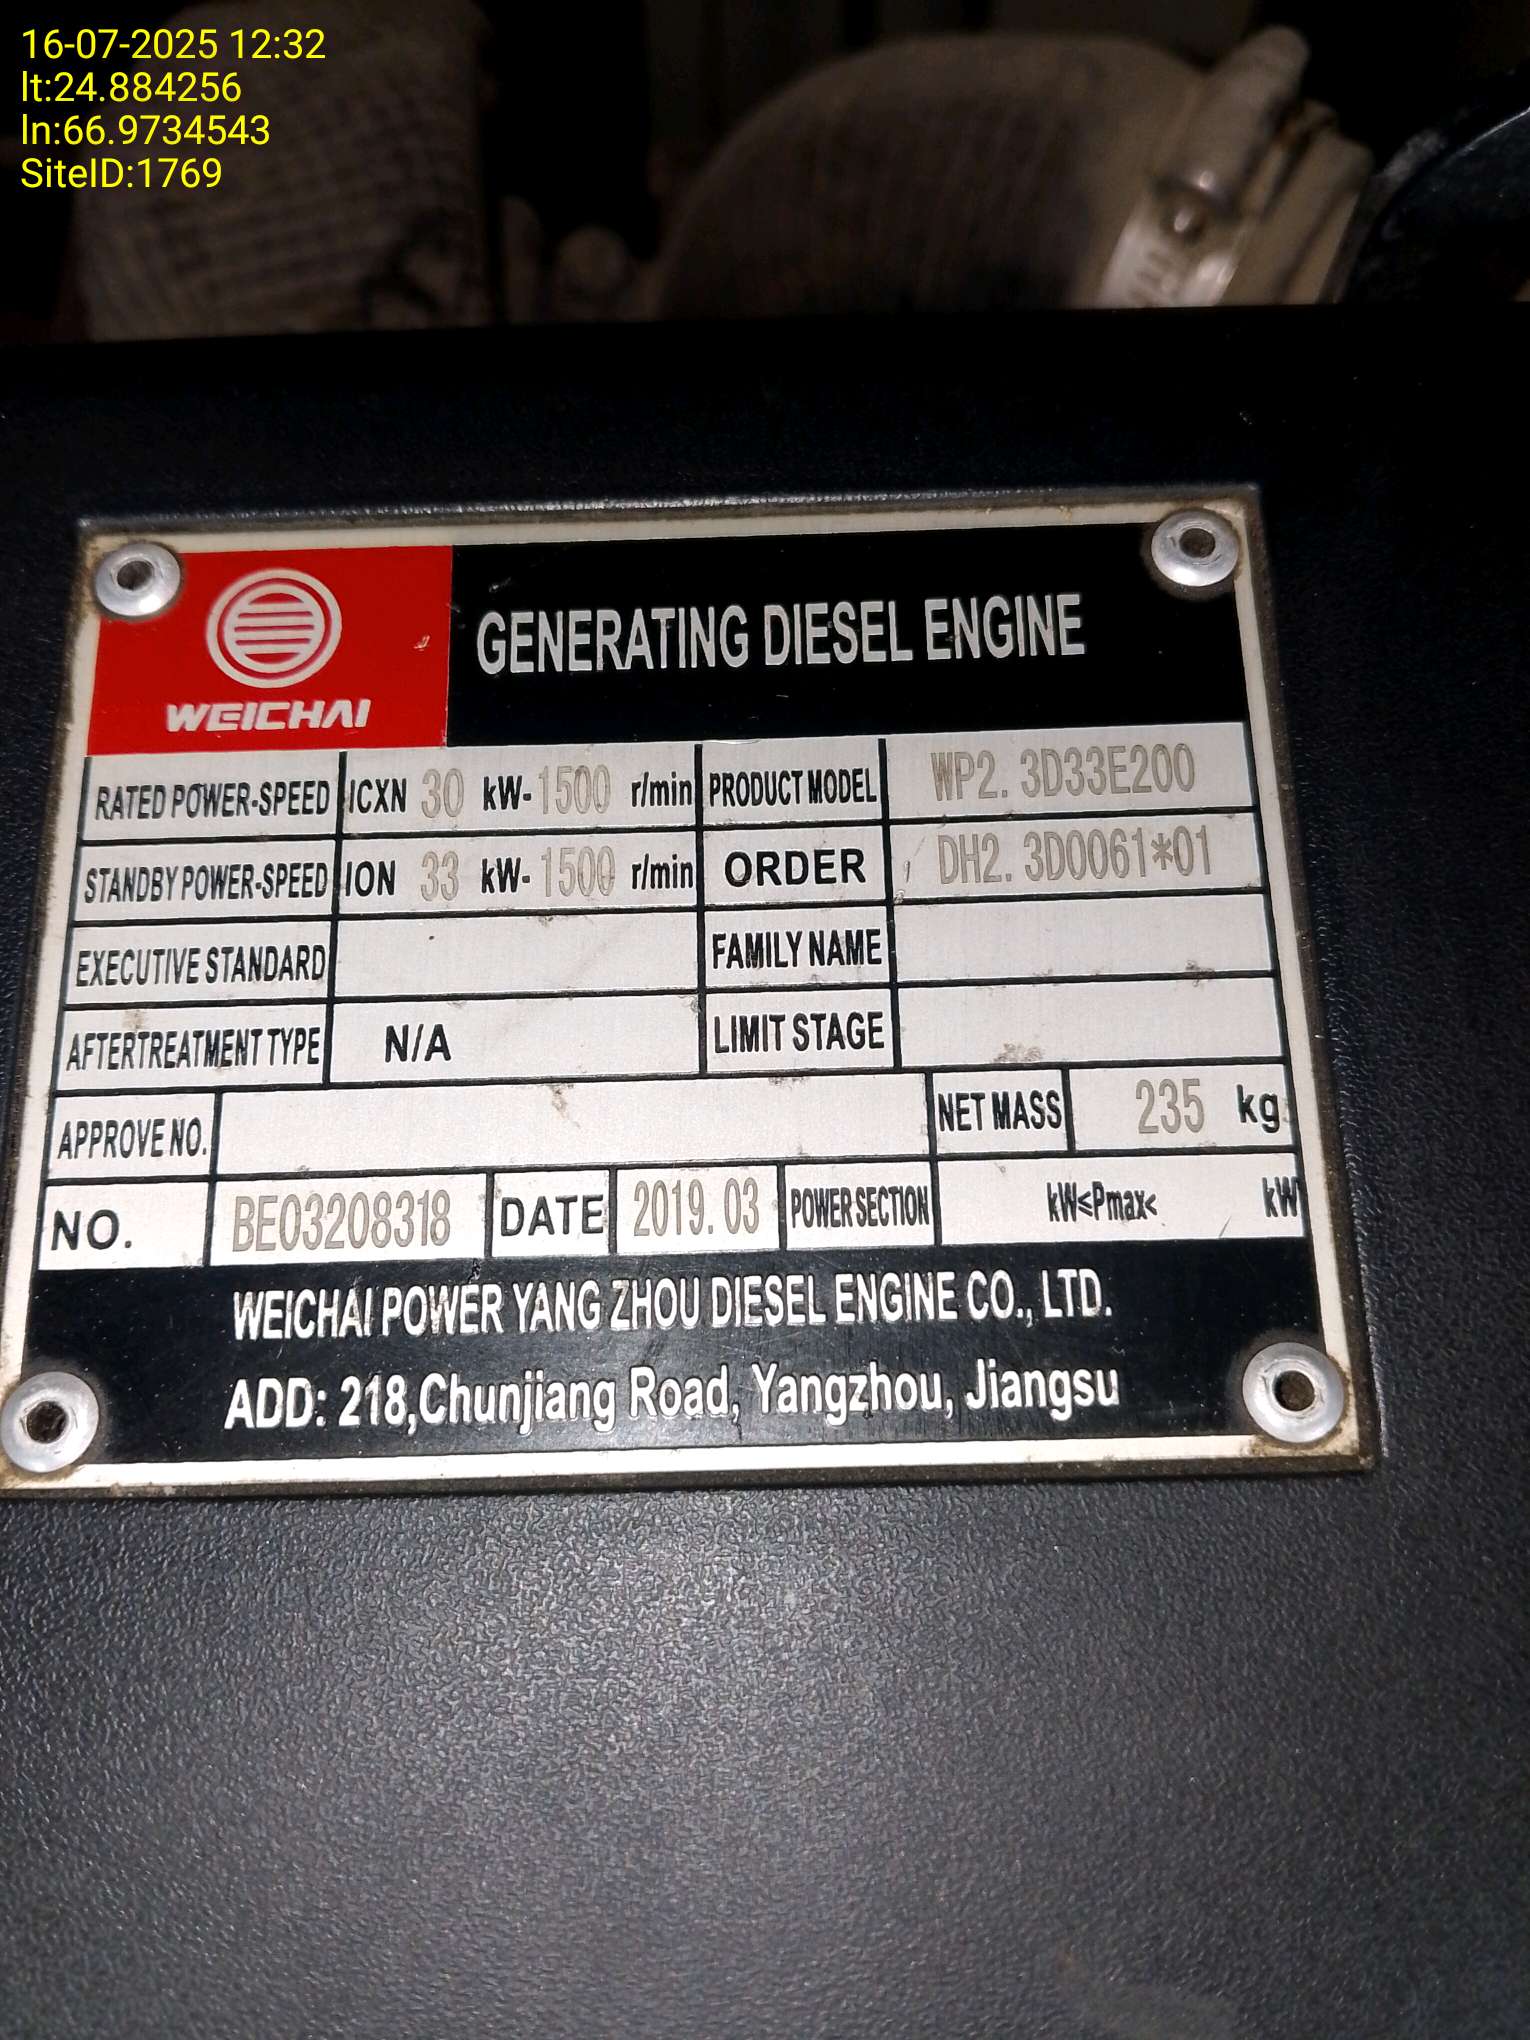 16-07-2025 12:32
lt:24.884256
ln:66.9734543
SiteID:1769
WEICHAI
GENERATING DIESEL ENGINE
RATED POWER-SPEED ICXN 30 kW- 1500 r/min PRODUCT MODEL WP2. 3D33E200
STANDBY POWER-SPEED ION 33 kW- 1500 r/min ORDER DH2. 3D0061*01
EXECUTIVE STANDARD FAMILY NAME
AFTERTREATMENT TYPE N/A LIMIT STAGE
APPROVE NO. NET MASS 235 kg
NO. BE03208318 DATE 2019. 03 POWER SECTION kW≤Pmax< kW
WEICHAI POWER YANG ZHOU DIESEL ENGINE CO., LTD.
ADD: 218,Chunjiang Road, Yangzhou, Jiangsu